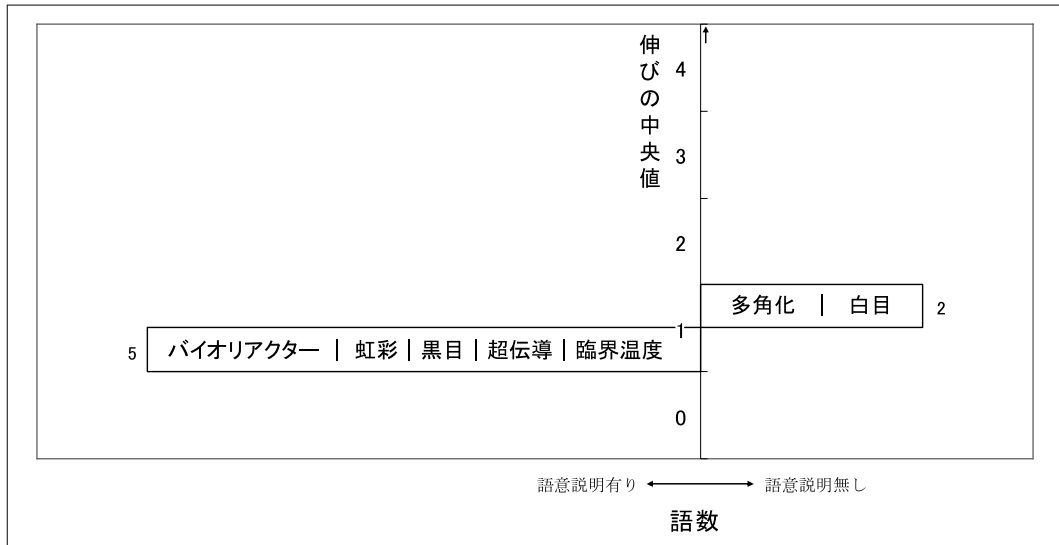 伸びの中央値
4
3
2
多角化 | 白目 2
1
5 バイオリアクター | 虹彩 | 黒目 | 超伝導 | 臨界温度
0
語意説明有り 語意説明無し
語数